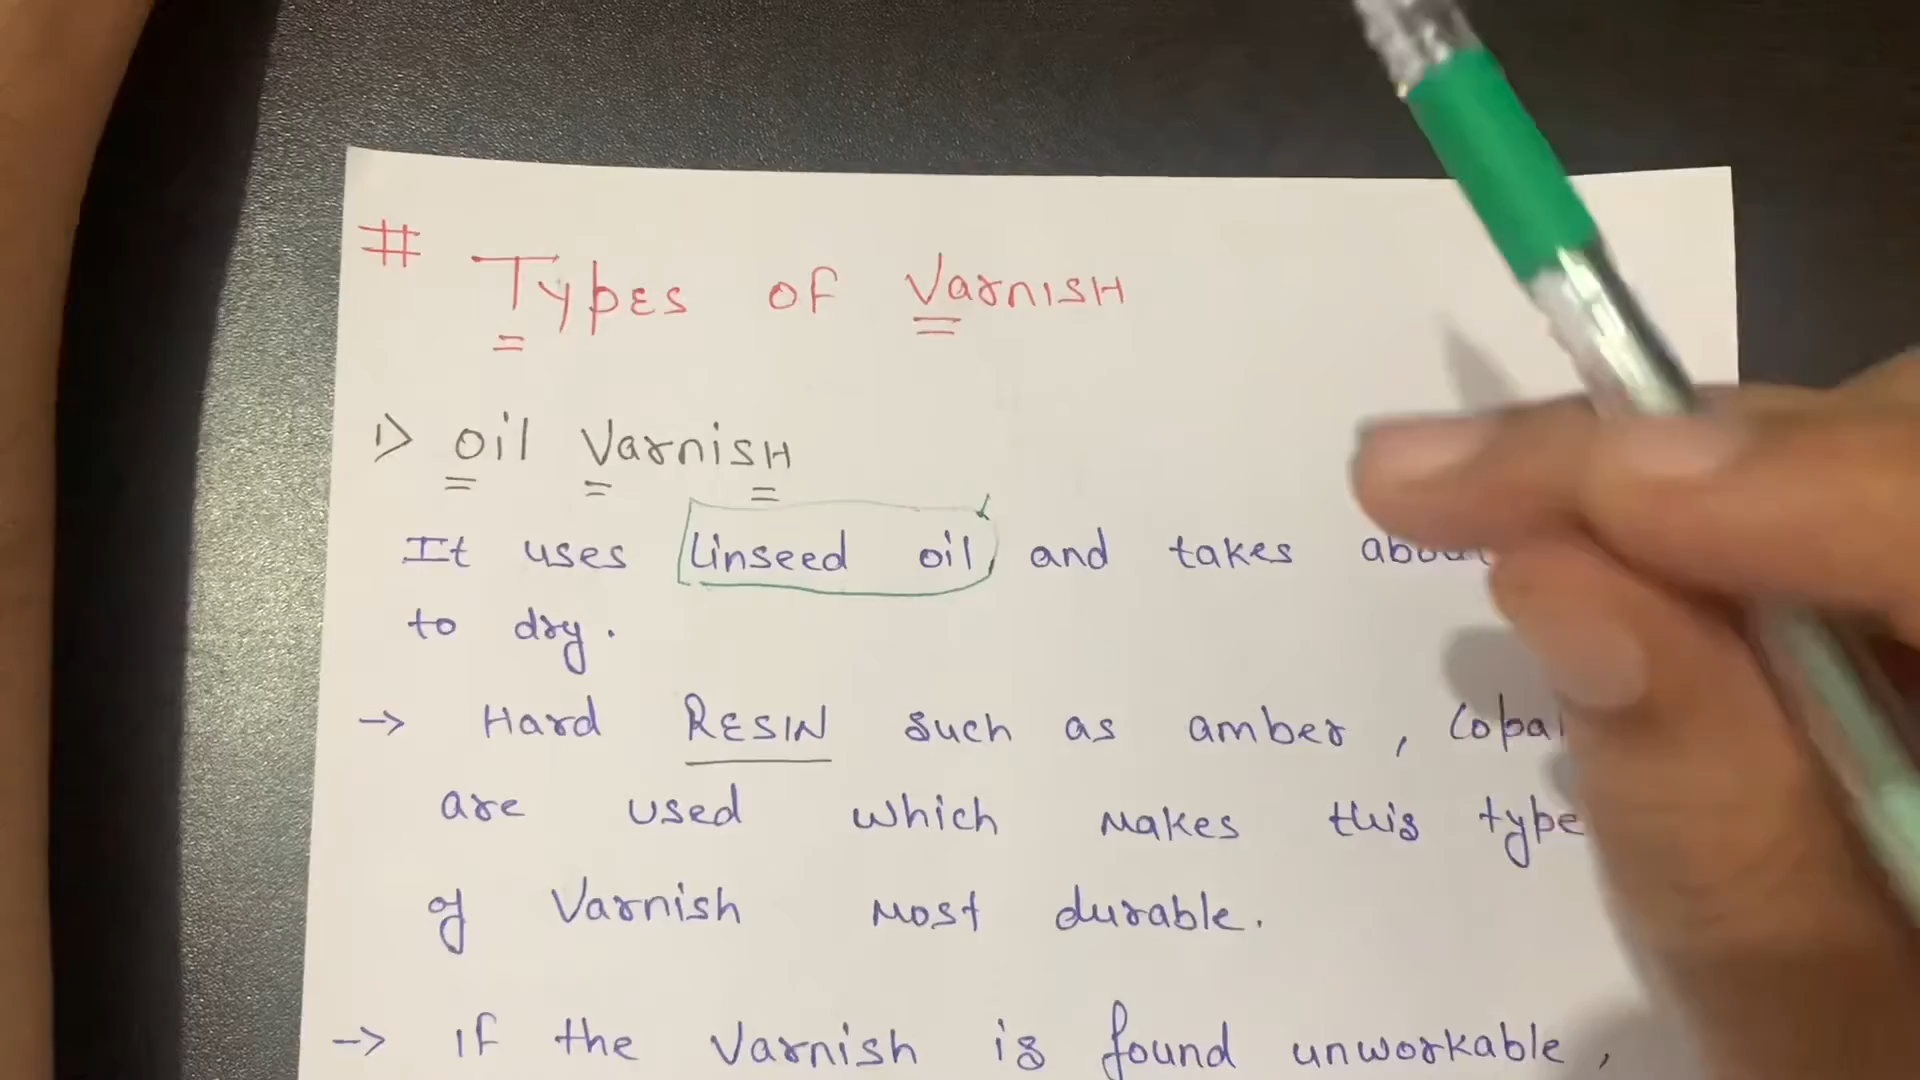 # Types of Varnish
1) Oil Varnish
It uses Linseed oil and takes
to dry.
→ Hard RESIN such as amber, Copal
are used which makes this type
of Varnish most durable.
→ If the Varnish is found unworkable,